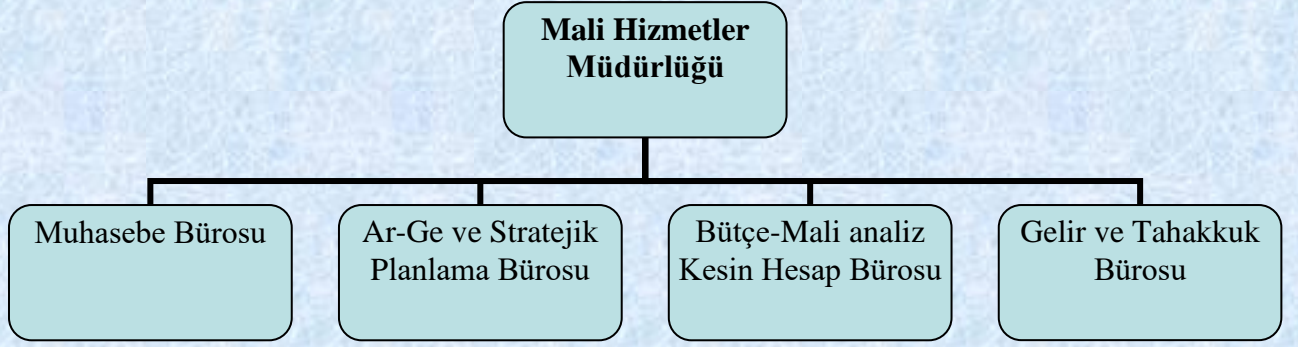 Mali Hizmetler
Müdürlüğü
Muhasebe Bürosu
Ar-Ge ve Stratejik
Planlama Bürosu
Bütçe-Mali analiz
Kesin Hesap Bürosu
Gelir ve Tahakkuk
Bürosu